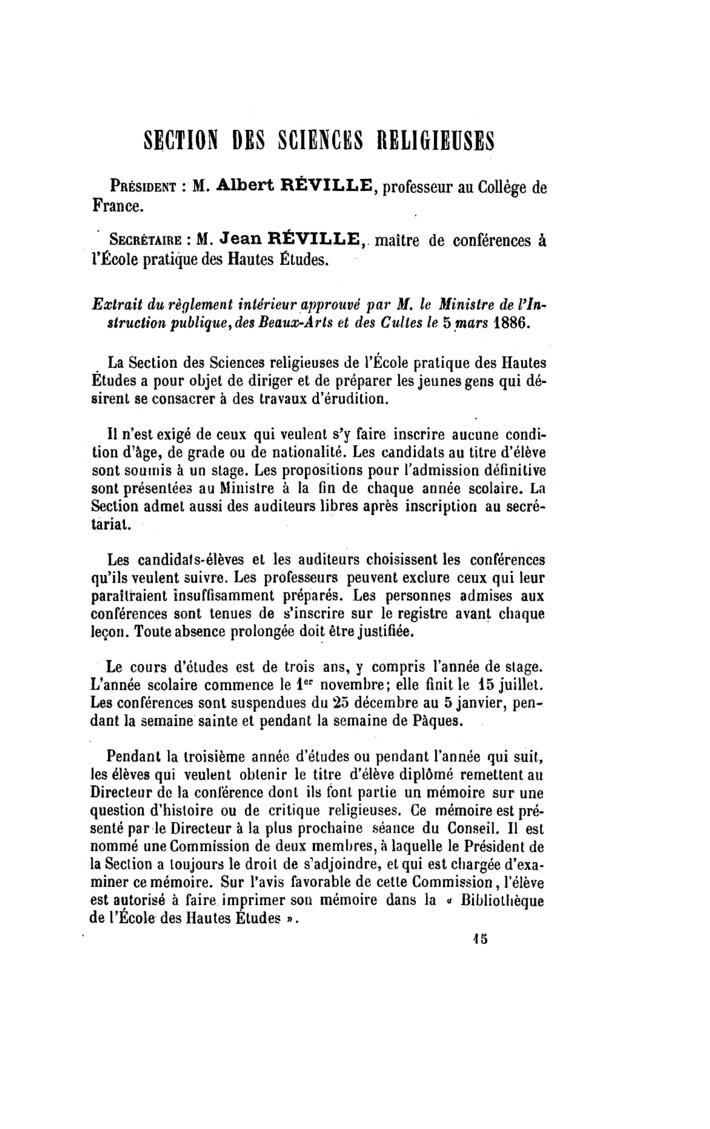 SECTION DES SCIENCES RELIGIEUSES
PRÉSIDENT : M. Albert RÉVILLE, professeur au Collège de
France.
SECRÉTAIRE : M. Jean RÉVILLE, maître de conférences à
l'École pratique des Hautes Études.
Extrait du règlement intérieur approuvé par M. le Ministre de l'In-
struction publique, des Beaux-Arts et des Cultes le 5 mars 1886.
La Section des Sciences religieuses de l'École pratique des Hautes
Études a pour objet de diriger et de préparer les jeunes gens qui dé-
sirent se consacrer à des travaux d'érudition.
Il n'est exigé de ceux qui veulent s'y faire inscrire aucune condi-
tion d'âge, de grade ou de nationalité. Les candidats au titre d'élève
sont soumis à un stage. Les propositions pour l'admission définitive
sont présentées au Ministre à la fin de chaque année scolaire. La
Section admet aussi des auditeurs libres après inscription au secré-
tariat.
Les candidats-élèves et les auditeurs choisissent les conférences
qu'ils veulent suivre. Les professeurs peuvent exclure ceux qui leur
paraîtraient insuffisamment préparés. Les personnes admises aux
conférences sont tenues de s'inscrire sur le registre avant chaque
leçon. Toute absence prolongée doit être justifiée.
Le cours d'études est de trois ans, y compris l'année de stage.
L'année scolaire commence le 1er novembre; elle finit le 15 juillet.
Les conférences sont suspendues du 25 décembre au 5 janvier, pen-
dant la semaine sainte et pendant la semaine de Pâques.
Pendant la troisième année d'études ou pendant l'année qui suit,
les élèves qui veulent obtenir le titre d'élève diplômé remettent au
Directeur de la conférence dont ils font partie un mémoire sur une
question d'histoire ou de critique religieuses. Ce mémoire est pré-
senté par le Directeur à la plus prochaine séance du Conseil. Il est
nommé une Commission de deux membres, à laquelle le Président de
la Section a toujours le droit de s'adjoindre, et qui est chargée d'exa-
miner ce mémoire. Sur l'avis favorable de cette Commission, l'élève
est autorisé à faire imprimer son mémoire dans la « Bibliothèque
de l'École des Hautes Études ».
15